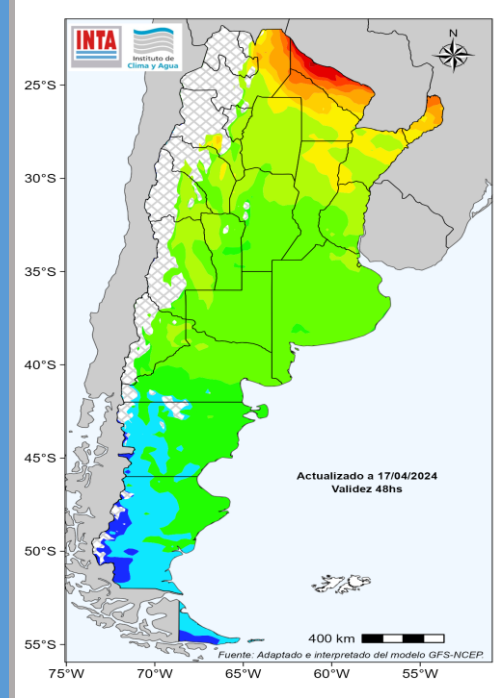 INTA
Instituto de
Clima y Agua
N
25°S
30°S
35°S
40°S
45°S
50°S
55°S
Actualizado a 17/04/2024
Validez 48hs
400 km
Fuente: Adaptado e interpretado del modelo GFS-NCEP.
75°W
70°W
65°W
60°W
55°W